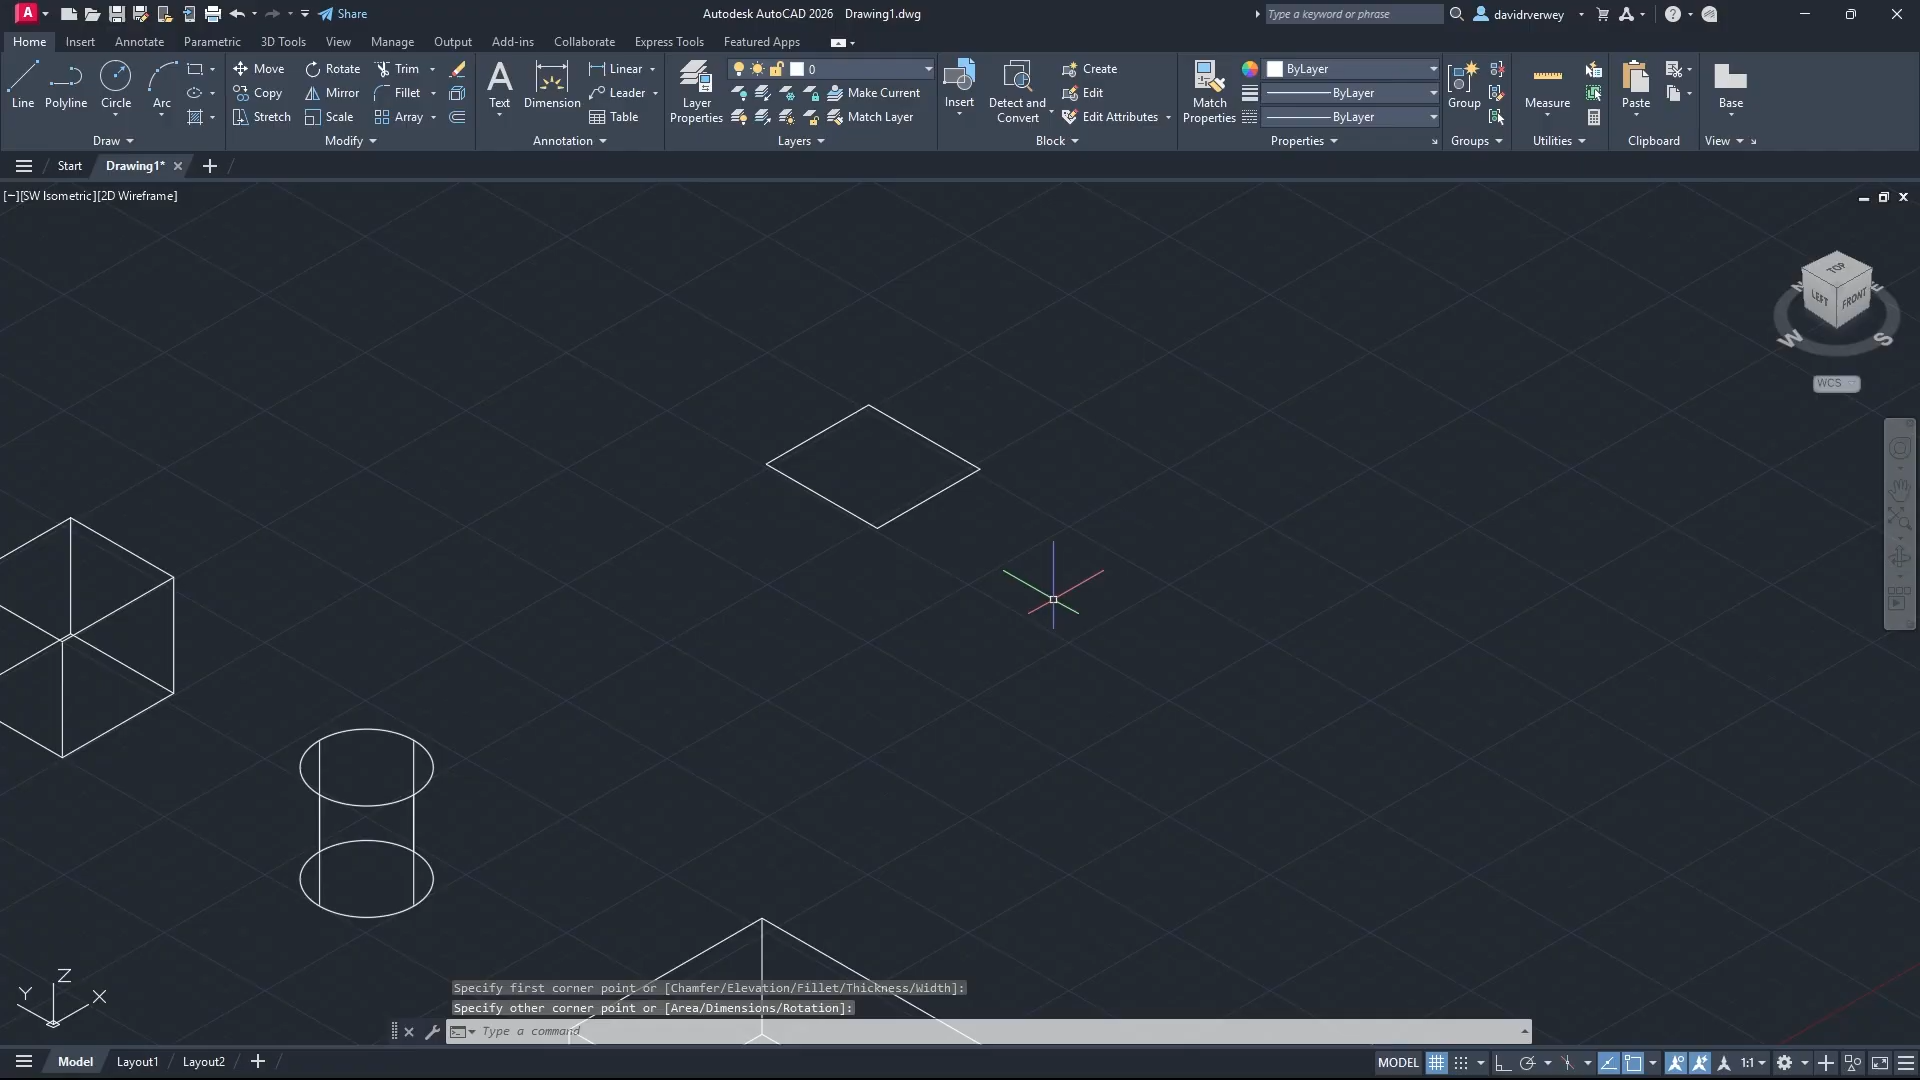 A Share Autodesk AutoCAD 2026 Drawing1.dwg Type a keyword or phrase davidrverwey
Home Insert Annotate Parametric 3D Tools View Manage Output Add-ins Collaborate Express Tools Featured Apps
Line Polyline Circle Arc
Draw
Move Rotate Trim
Copy Mirror Fillet
Stretch Scale Array
Modify
Text Dimension
Linear
Leader
Table
Annotation
Layer Properties
0
Make Current
Match Layer
Layers
Insert
Detect and Convert
Create
Edit
Edit Attributes
Block
Match Properties
ByLayer
ByLayer
ByLayer
Properties
Group
Groups
Measure
Utilities
Paste
Clipboard
Base
View
Start Drawing1*
[−][SW Isometric][2D Wireframe]
TOP
LEFT FRONT
W S
WCS
Z
Y X
Specify first corner point or [Chamfer/Elevation/Fillet/Thickness/Width]:
Specify other corner point or [Area/Dimensions/Rotation]:
Type a command
Model Layout1 Layout2 MODEL 1:1